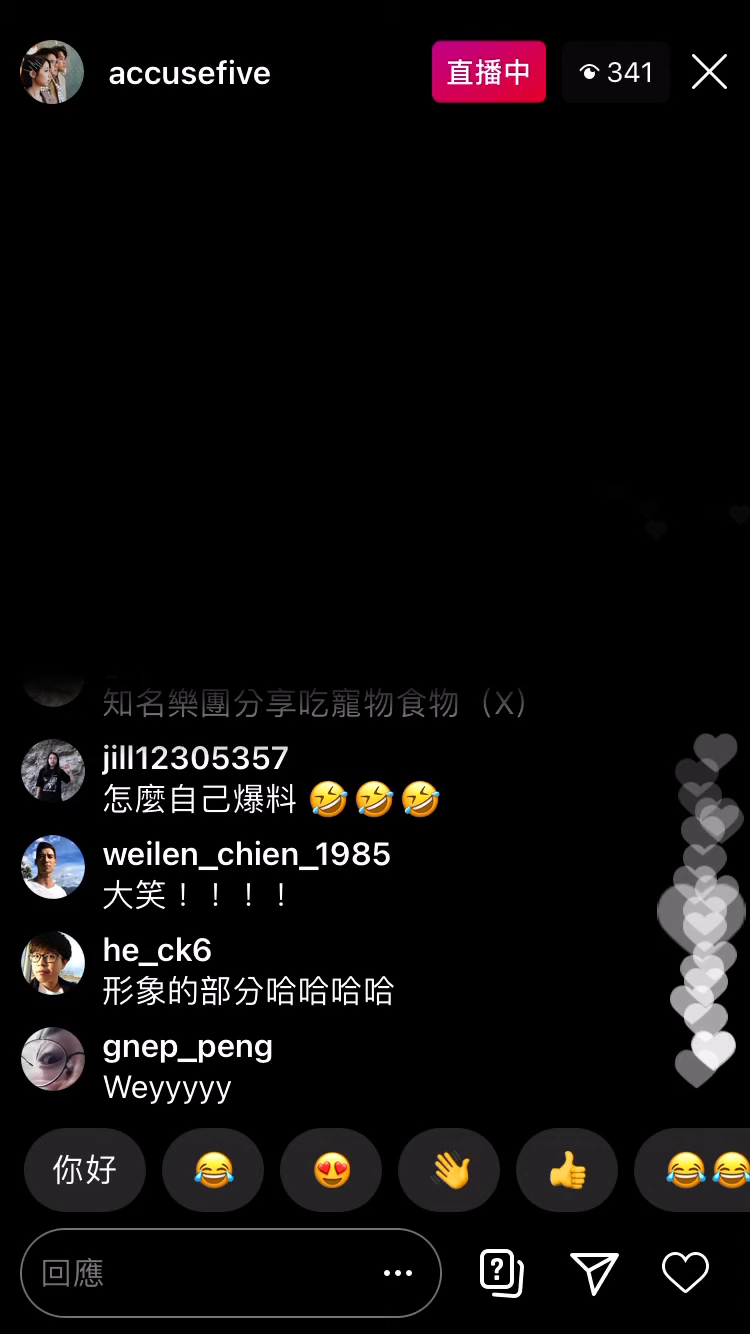 accusefive
直播中
341
知名樂團分享吃寵物食物（X）
jill12305357
怎麼自己爆料 🤣🤣🤣
weilen_chien_1985
大笑！！！！
he_ck6
形象的部分哈哈哈哈
gnep_peng
Weyyyyy
你好 😂 😍 👋 👍 😂😂
回應